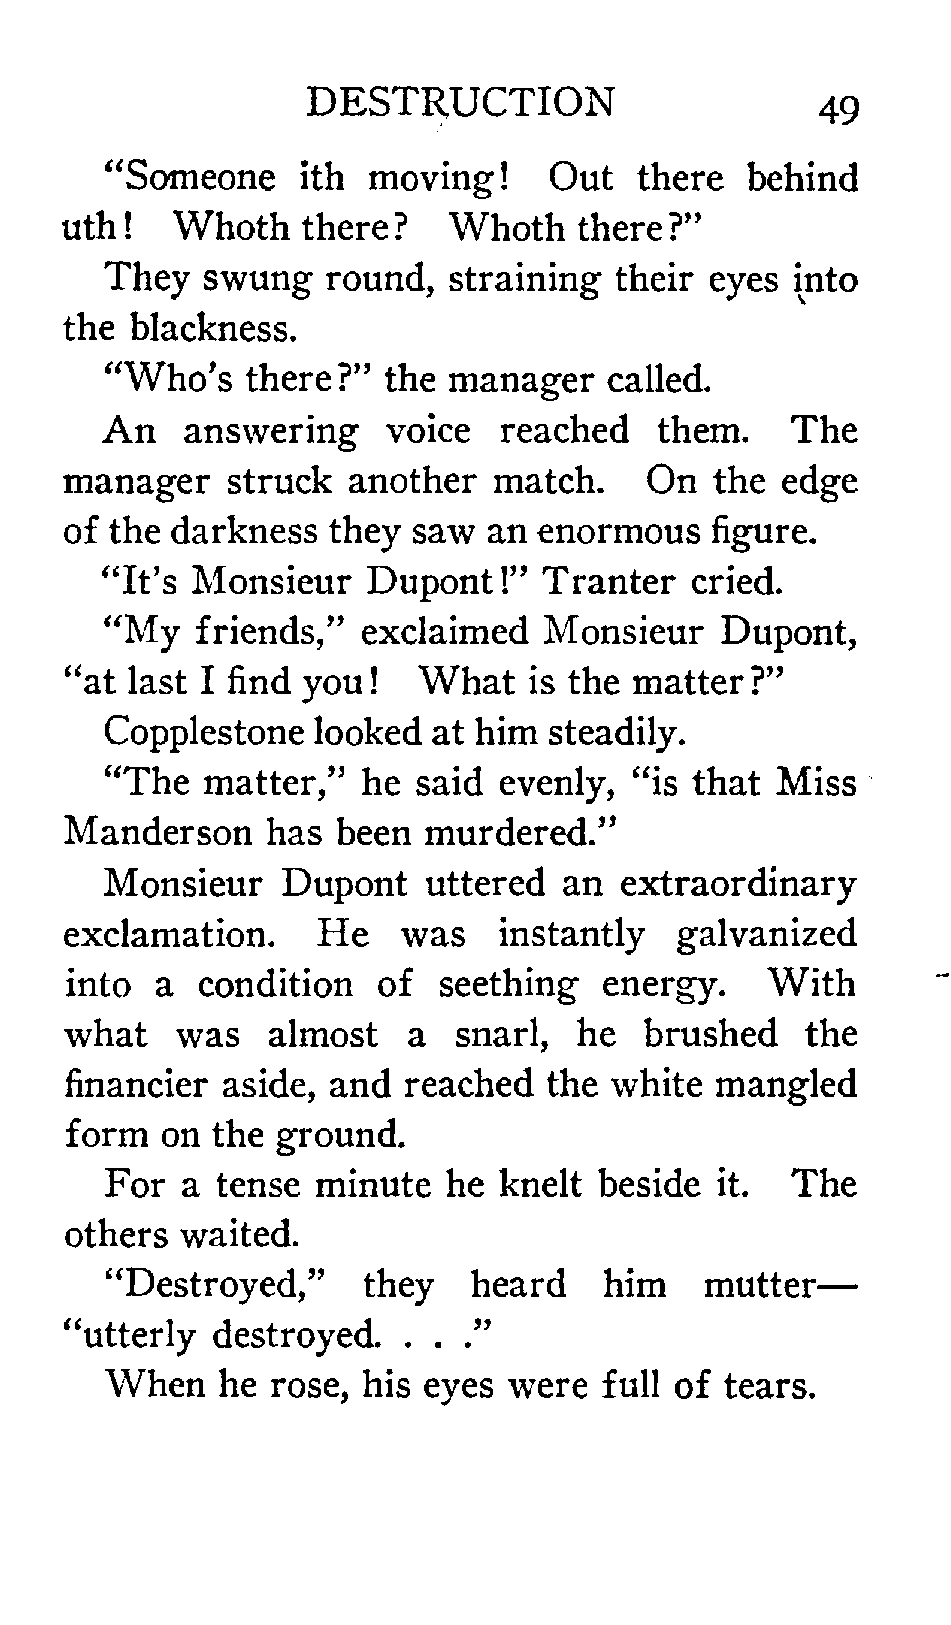 DESTRUCTION 49
“Someone ith moving! Out there behind
uth! Whoth there? Whoth there?”
They swung round, straining their eyes into
the blackness.
“Who’s there?” the manager called.
An answering voice reached them. The
manager struck another match. On the edge
of the darkness they saw an enormous figure.
“It’s Monsieur Dupont!” Tranter cried.
“My friends,” exclaimed Monsieur Dupont,
“at last I find you! What is the matter?”
Copplestone looked at him steadily.
“The matter,” he said evenly, “is that Miss
Manderson has been murdered.”
Monsieur Dupont uttered an extraordinary
exclamation. He was instantly galvanized
into a condition of seething energy. With
what was almost a snarl, he brushed the
financier aside, and reached the white mangled
form on the ground.
For a tense minute he knelt beside it. The
others waited.
“Destroyed,” they heard him mutter—
“utterly destroyed. . . .”
When he rose, his eyes were full of tears.